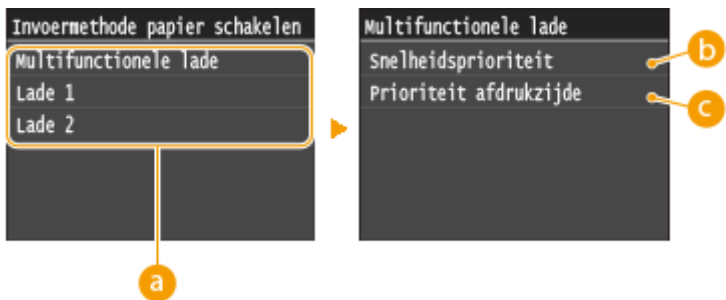 Invoermethode papier schakelen
Multifunctionele lade
Lade 1
Lade 2
a
Multifunctionele lade
Snelheidsprioriteit
b
Prioriteit afdrukzijde
c